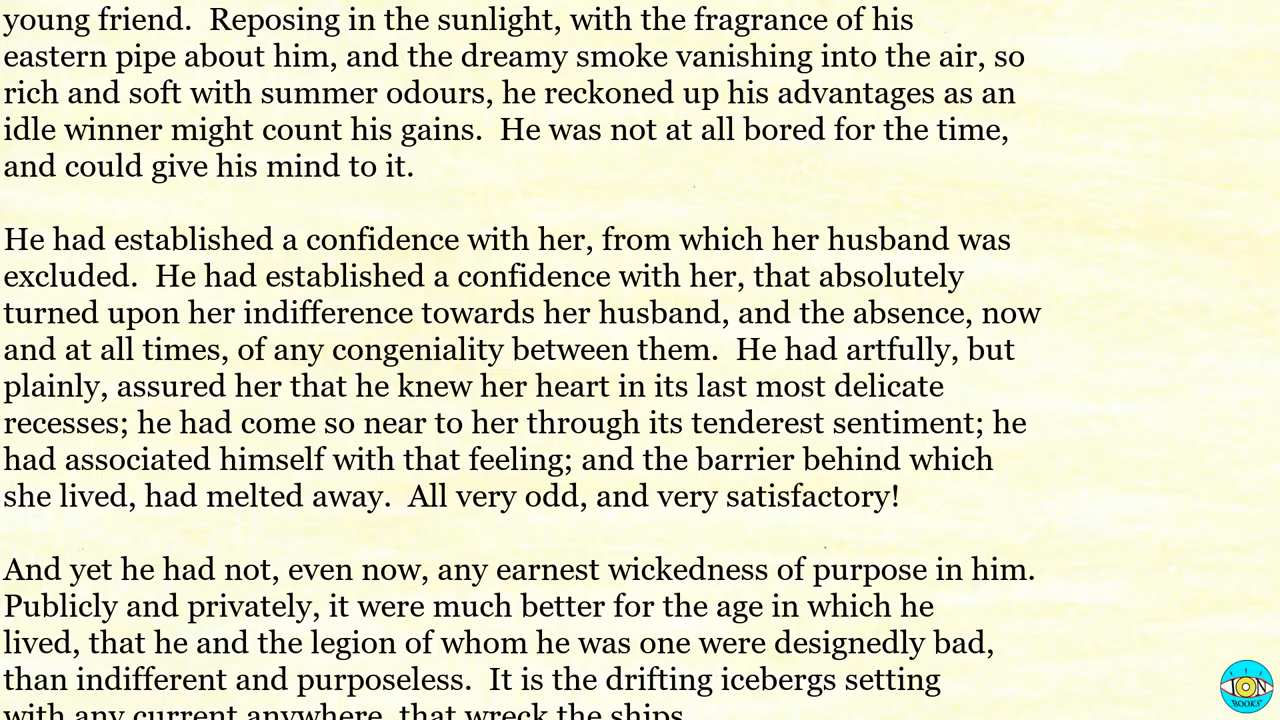 young friend.  Reposing in the sunlight, with the fragrance of his
eastern pipe about him, and the dreamy smoke vanishing into the air, so
rich and soft with summer odours, he reckoned up his advantages as an
idle winner might count his gains.  He was not at all bored for the time,
and could give his mind to it.
He had established a confidence with her, from which her husband was
excluded.  He had established a confidence with her, that absolutely
turned upon her indifference towards her husband, and the absence, now
and at all times, of any congeniality between them.  He had artfully, but
plainly, assured her that he knew her heart in its last most delicate
recesses; he had come so near to her through its tenderest sentiment; he
had associated himself with that feeling; and the barrier behind which
she lived, had melted away.  All very odd, and very satisfactory!
And yet he had not, even now, any earnest wickedness of purpose in him.
Publicly and privately, it were much better for the age in which he
lived, that he and the legion of whom he was one were designedly bad,
than indifferent and purposeless.  It is the drifting icebergs setting
with any current anywhere, that wreck the ships.
ION
BOOKS